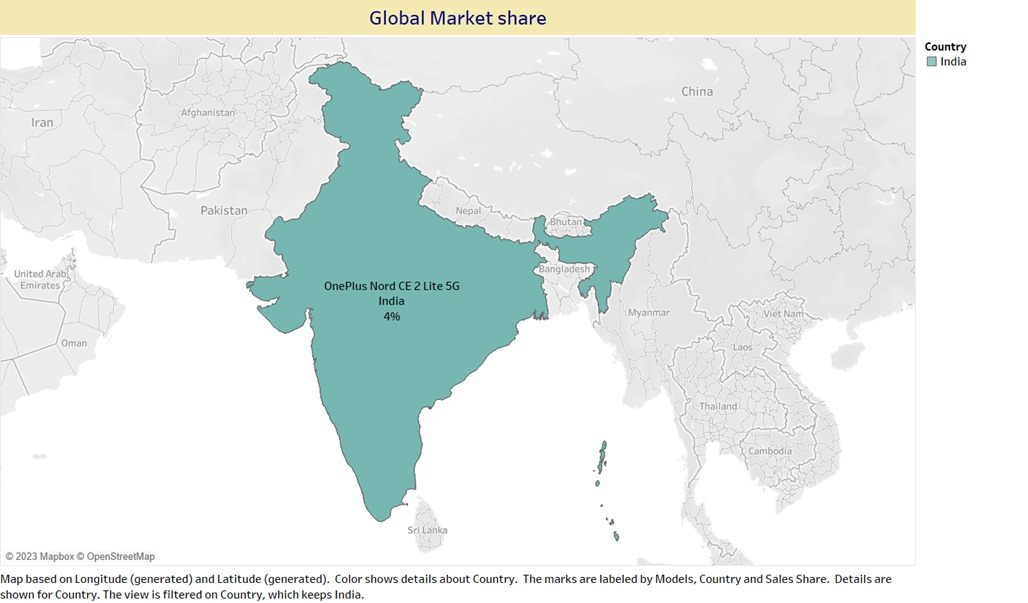 Global Market share
Country
India
China
Afghanistan
Iran
Pakistan
Nepal
Bhutan
Bangladesh
United Arab
Emirates
OnePlus Nord CE 2 Lite 5G
India
4%
Myanmar
Viet Nam
Oman
Laos
Thailand
Cambodia
Sri Lanka
© 2023 Mapbox © OpenStreetMap
Map based on Longitude (generated) and Latitude (generated).  Color shows details about Country.  The marks are labeled by Models, Country and Sales Share.  Details are
shown for Country. The view is filtered on Country, which keeps India.